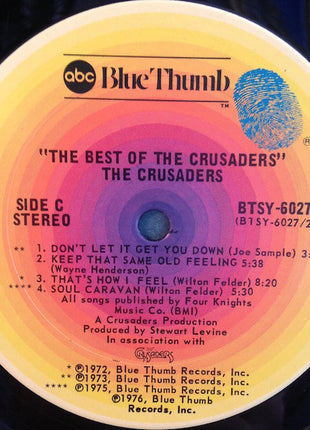 abc Blue Thumb
TM
R
"THE BEST OF THE CRUSADERS"
THE CRUSADERS
SIDE C
STEREO
BTSY-6027
(BTSY-6027/2
** 1. DON'T LET IT GET YOU DOWN (Joe Sample) 3:
2. KEEP THAT SAME OLD FEELING 5:38
(Wayne Henderson)
* 3. THAT'S HOW I FEEL (Wilton Felder) 8:20
**** 4. SOUL CARAVAN (Wilton Felder) 5:
All songs published by Four Knights
Music Co. (BMI)
A Crusaders Production
Produced by Stewart Levine
In association with
Crusaders
* ℗1972, Blue Thumb Records, Inc.
** ℗1973, Blue Thumb Records, Inc.
**** ℗1975, Blue Thumb Records, Inc.
℗1976, Blue Thumb
Records, Inc.